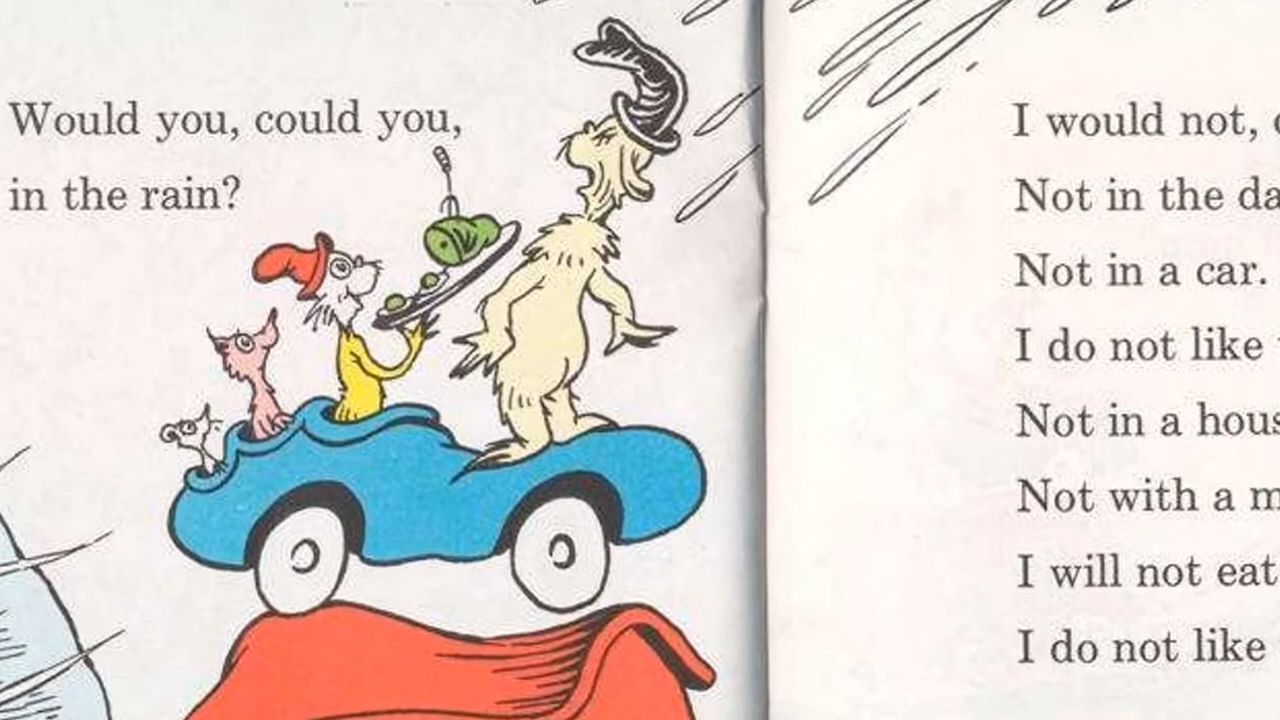 Would you, could you,
in the rain?
I would not,
Not in the
Not in a car.
I do not like
Not in a
Not with a
I will not eat
I do not like